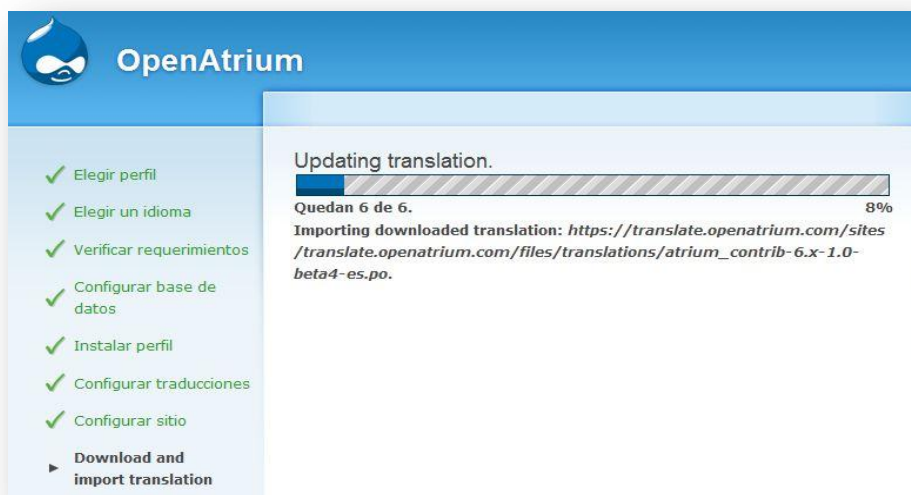 OpenAtrium
Elegir perfil
Elegir un idioma
Verificar requerimientos
Configurar base de
datos
Instalar perfil
Configurar traducciones
Configurar sitio
Download and
import translation
Updating translation.
Quedan 6 de 6.
8%
Importing downloaded translation: https://translate.openatrium.com/sites
/translate.openatrium.com/files/translations/atrium_contrib-6.x-1.0-
beta4-es.po.